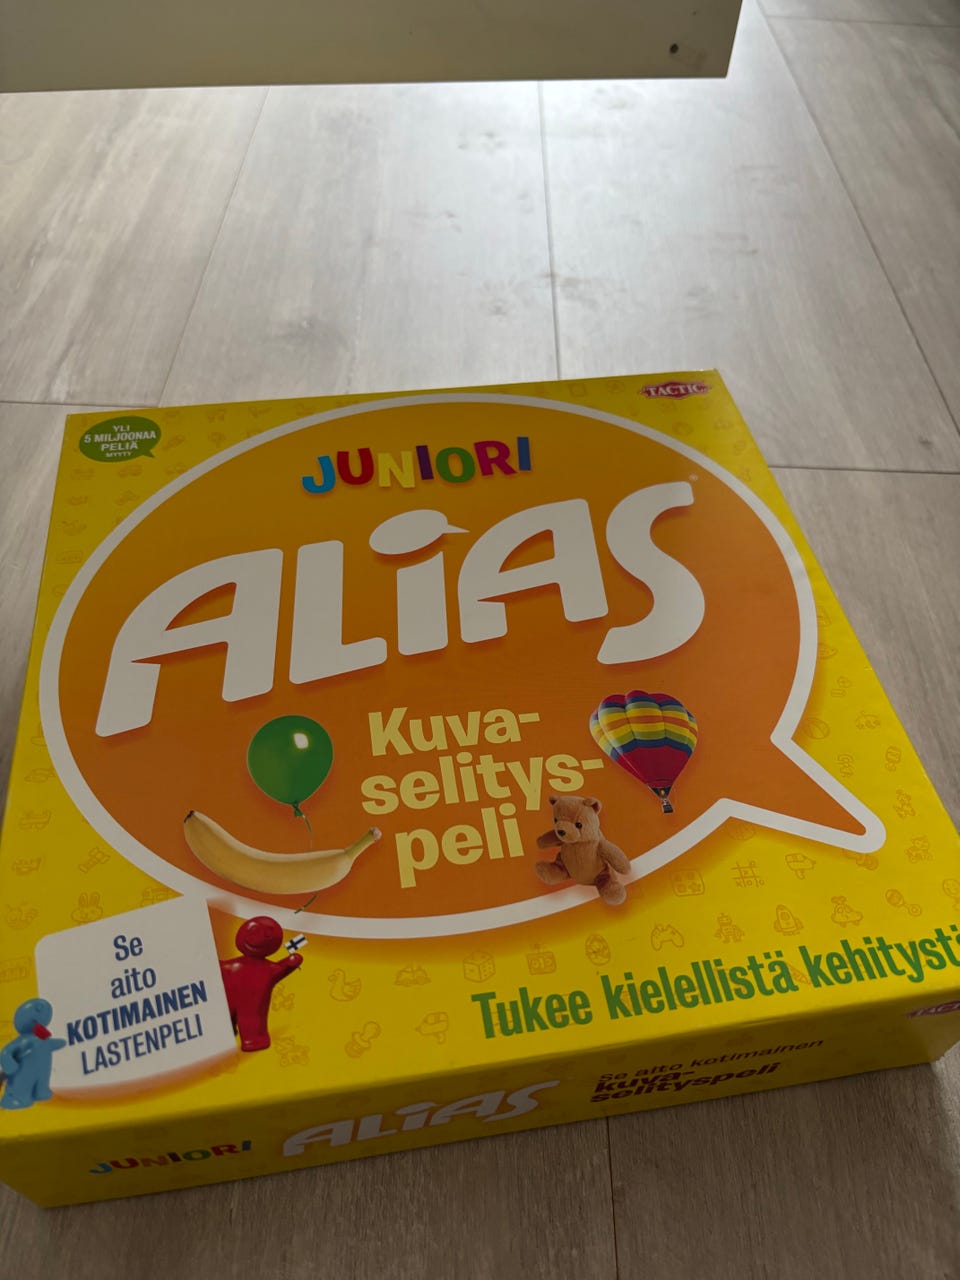 TACTIC
YLI
5 MILJOONAA
PELIÄ
MYYTY
JUNIORI
ALIAS®
Kuva-
selitys-
peli
Se
aito
KOTIMAINEN
LASTENPELI
Tukee kielellistä kehitystä
JUNIORI
ALIAS
Se aito kotimainen
kuva-
selityspeli
TACTIC